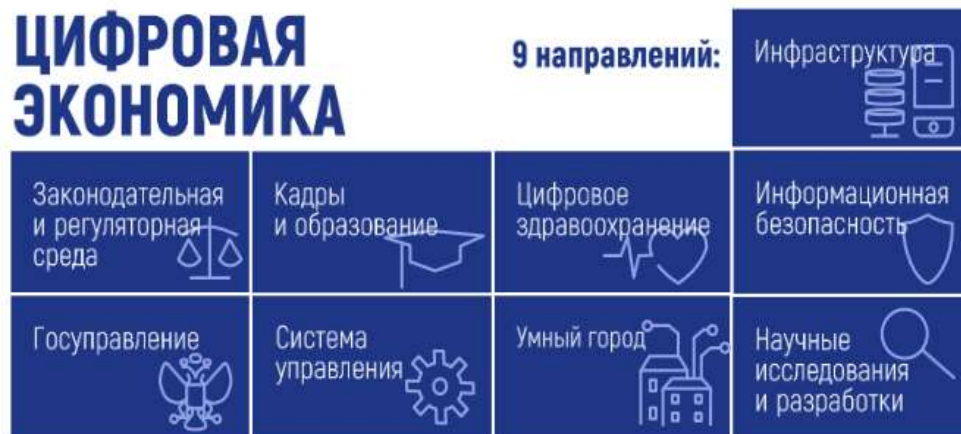 ЦИФРОВАЯ
ЭКОНОМИКА
9 направлений:
Инфраструктура
Законодательная
и регуляторная
среда
Кадры
и образование
Цифровое
здравоохранение
Информационная
безопасность
Госуправление
Система
управления
Умный город
Научные
исследования
и разработки